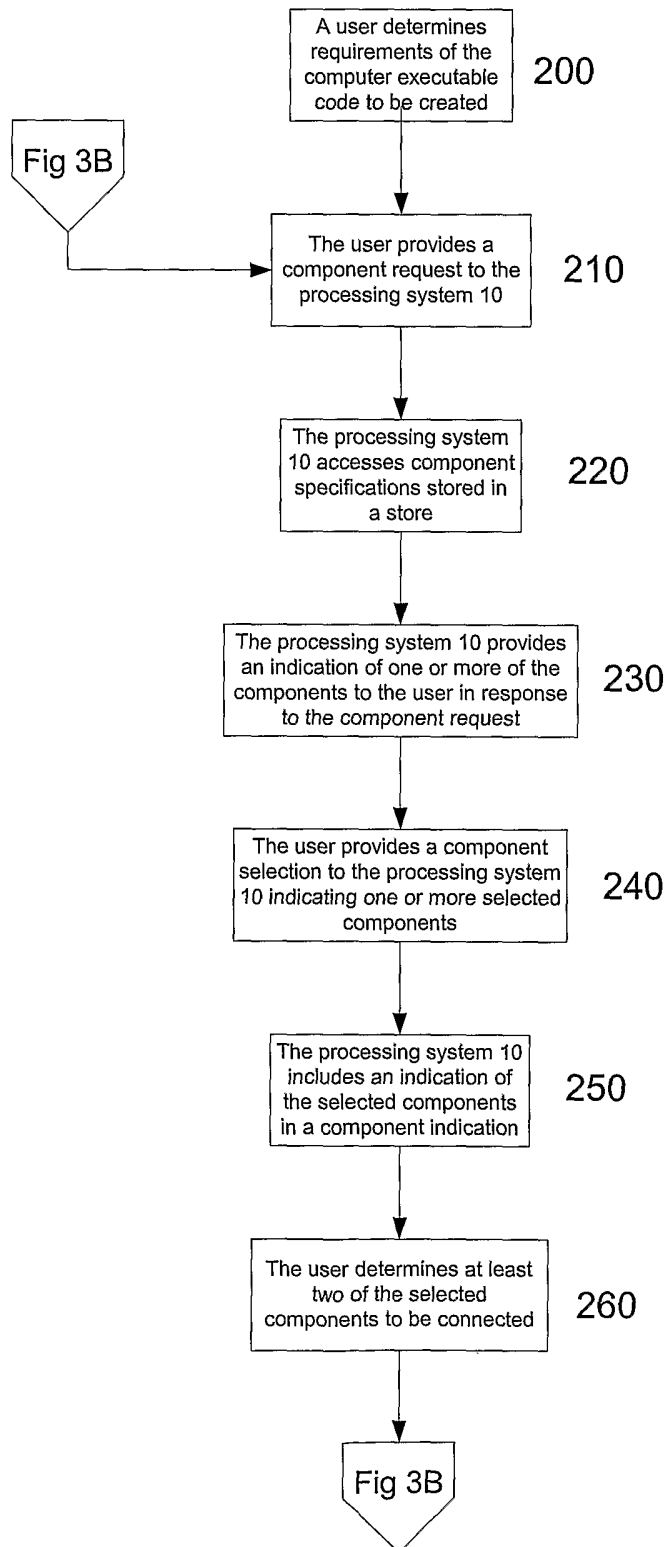 A user determines
requirements of the
computer executable
code to be created
200
Fig 3B
The user provides a
component request to the
processing system 10
210
The processing system
10 accesses component
specifications stored in
a store
220
The processing system 10 provides
an indication of one or more of the
components to the user in response
to the component request
230
The user provides a component
selection to the processing system
10 indicating one or more selected
components
240
The processing system 10
includes an indication of
the selected components
in a component indication
250
The user determines at least
two of the selected
components to be connected
260
Fig 3B